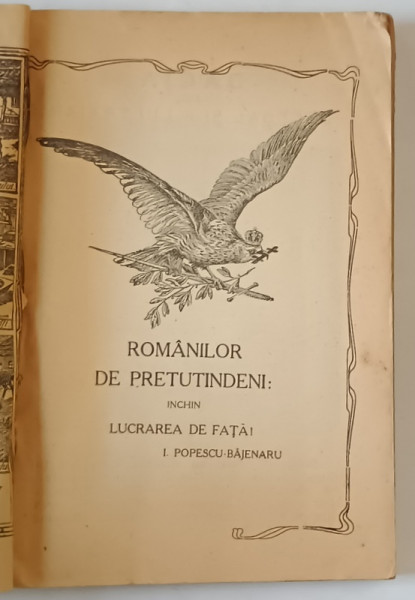 ROMÂNILOR
DE PRETUTINDENI:
INCHIN
LUCRAREA DE FAȚĂ!
I. POPESCU-BĂJENARU